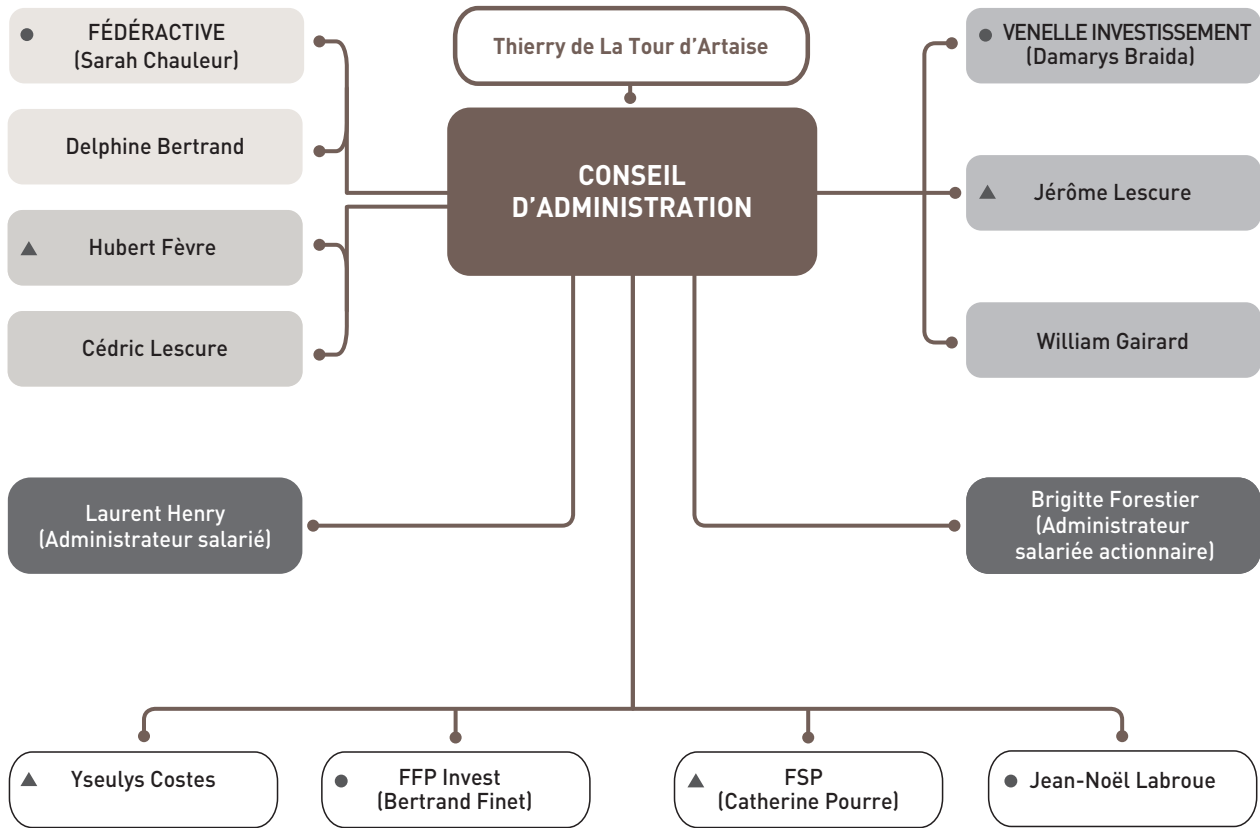 FÉDÉRACTIVE
(Sarah Chauleur)
Delphine Bertrand
Hubert Fèvre
Cédric Lescure
Thierry de La Tour d'Artaise
CONSEIL
D'ADMINISTRATION
VENELLE INVESTISSEMENT
(Damarys Braida)
Jérôme Lescure
William Gairard
Laurent Henry
(Administrateur salarié)
Brigitte Forestier
(Administrateur
salariée actionnaire)
Yseulys Costes
FFP Invest
(Bertrand Finet)
FSP
(Catherine Pourre)
Jean-Noël Labroue